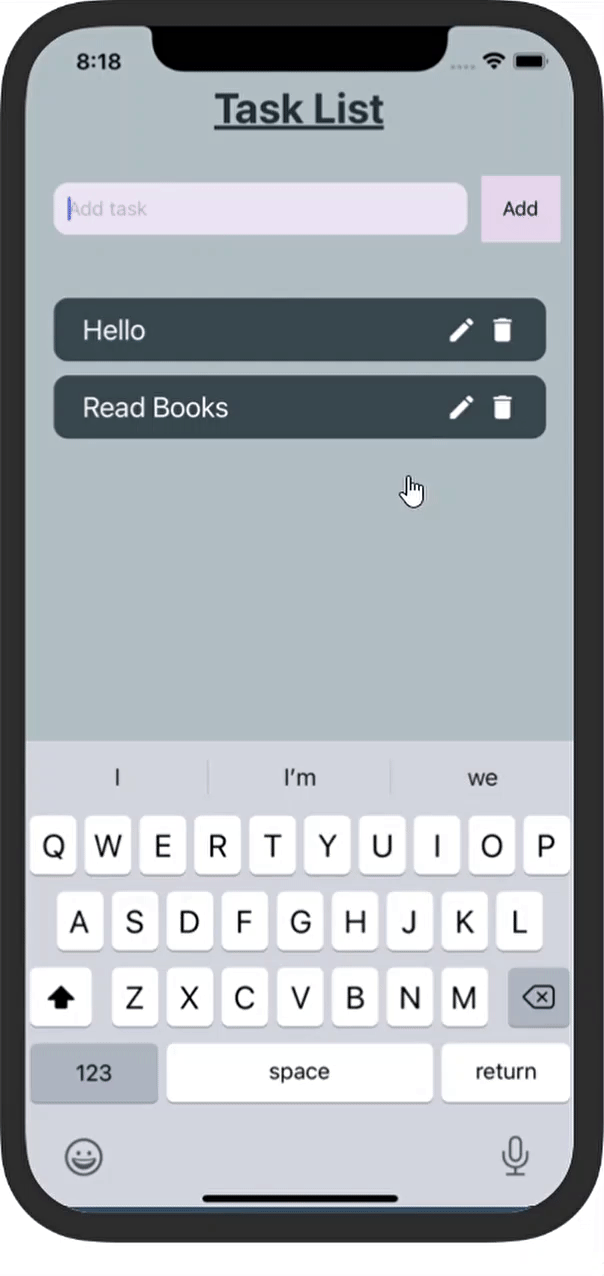 8:18
Task List
Add task
Add
Hello
Read Books
I I'm we
Q W E R T Y U I O P
A S D F G H J K L
Z X C V B N M
123 space return